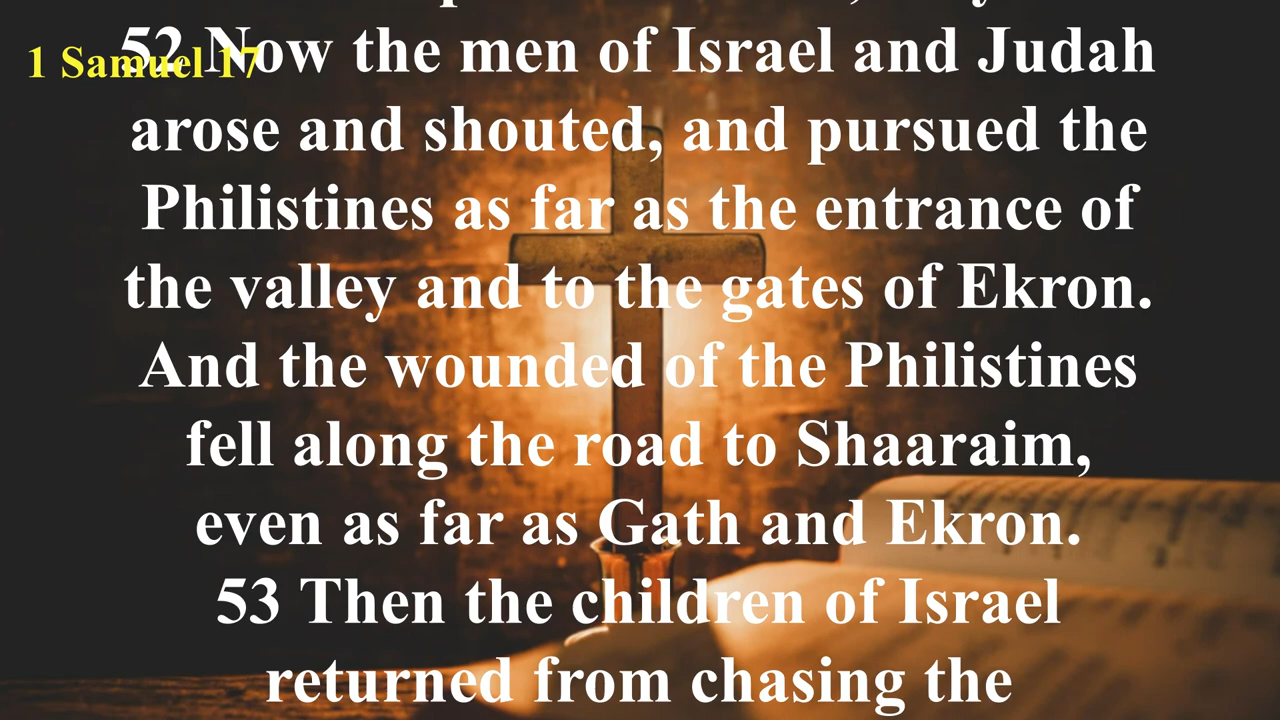 1 Samuel 17
52 Now the men of Israel and Judah
arose and shouted, and pursued the
Philistines as far as the entrance of
the valley and to the gates of Ekron.
And the wounded of the Philistines
fell along the road to Shaaraim,
even as far as Gath and Ekron.
53 Then the children of Israel
returned from chasing the